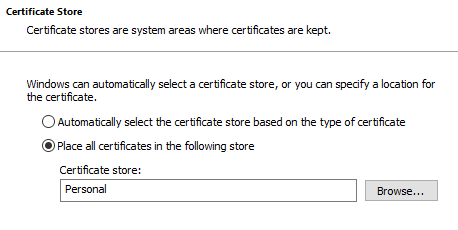 Certificate Store
Certificate stores are system areas where certificates are kept.
Windows can automatically select a certificate store, or you can specify a location for
the certificate.
Automatically select the certificate store based on the type of certificate
Place all certificates in the following store
Certificate store:
Personal
Browse...